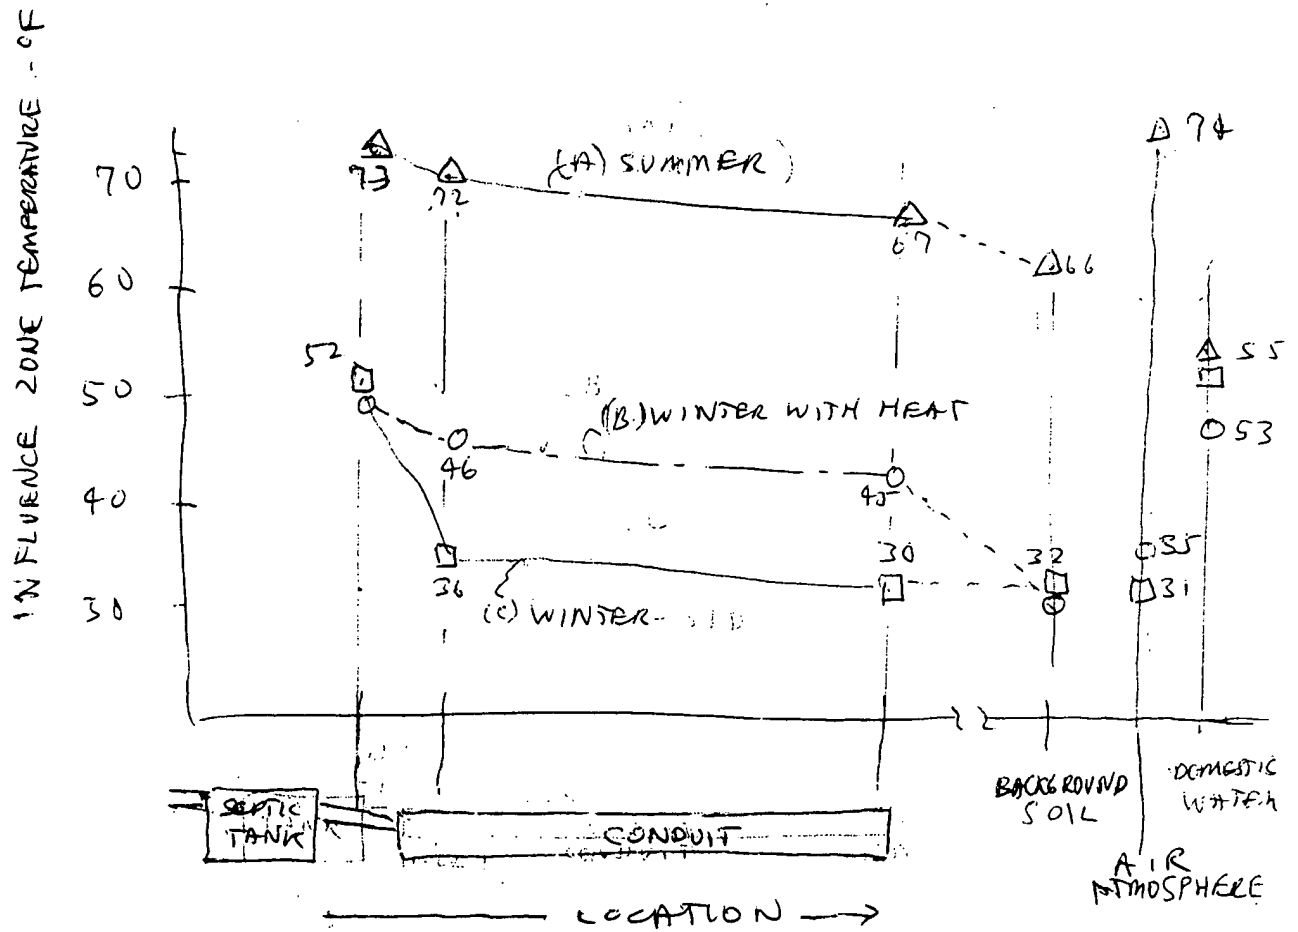 INFLUENCE ZONE TEMPERATURE - °F
70
60
50
40
30
73
72
(A) SUMMER
67
66
74
52
(B) WINTER WITH HEAT
46
45
55
53
36
(C) WINTER
30
32
35
31
SEPTIC
TANK
CONDUIT
BACKGROUND
SOIL
AIR
ATMOSPHERE
DOMESTIC
WATER
LOCATION